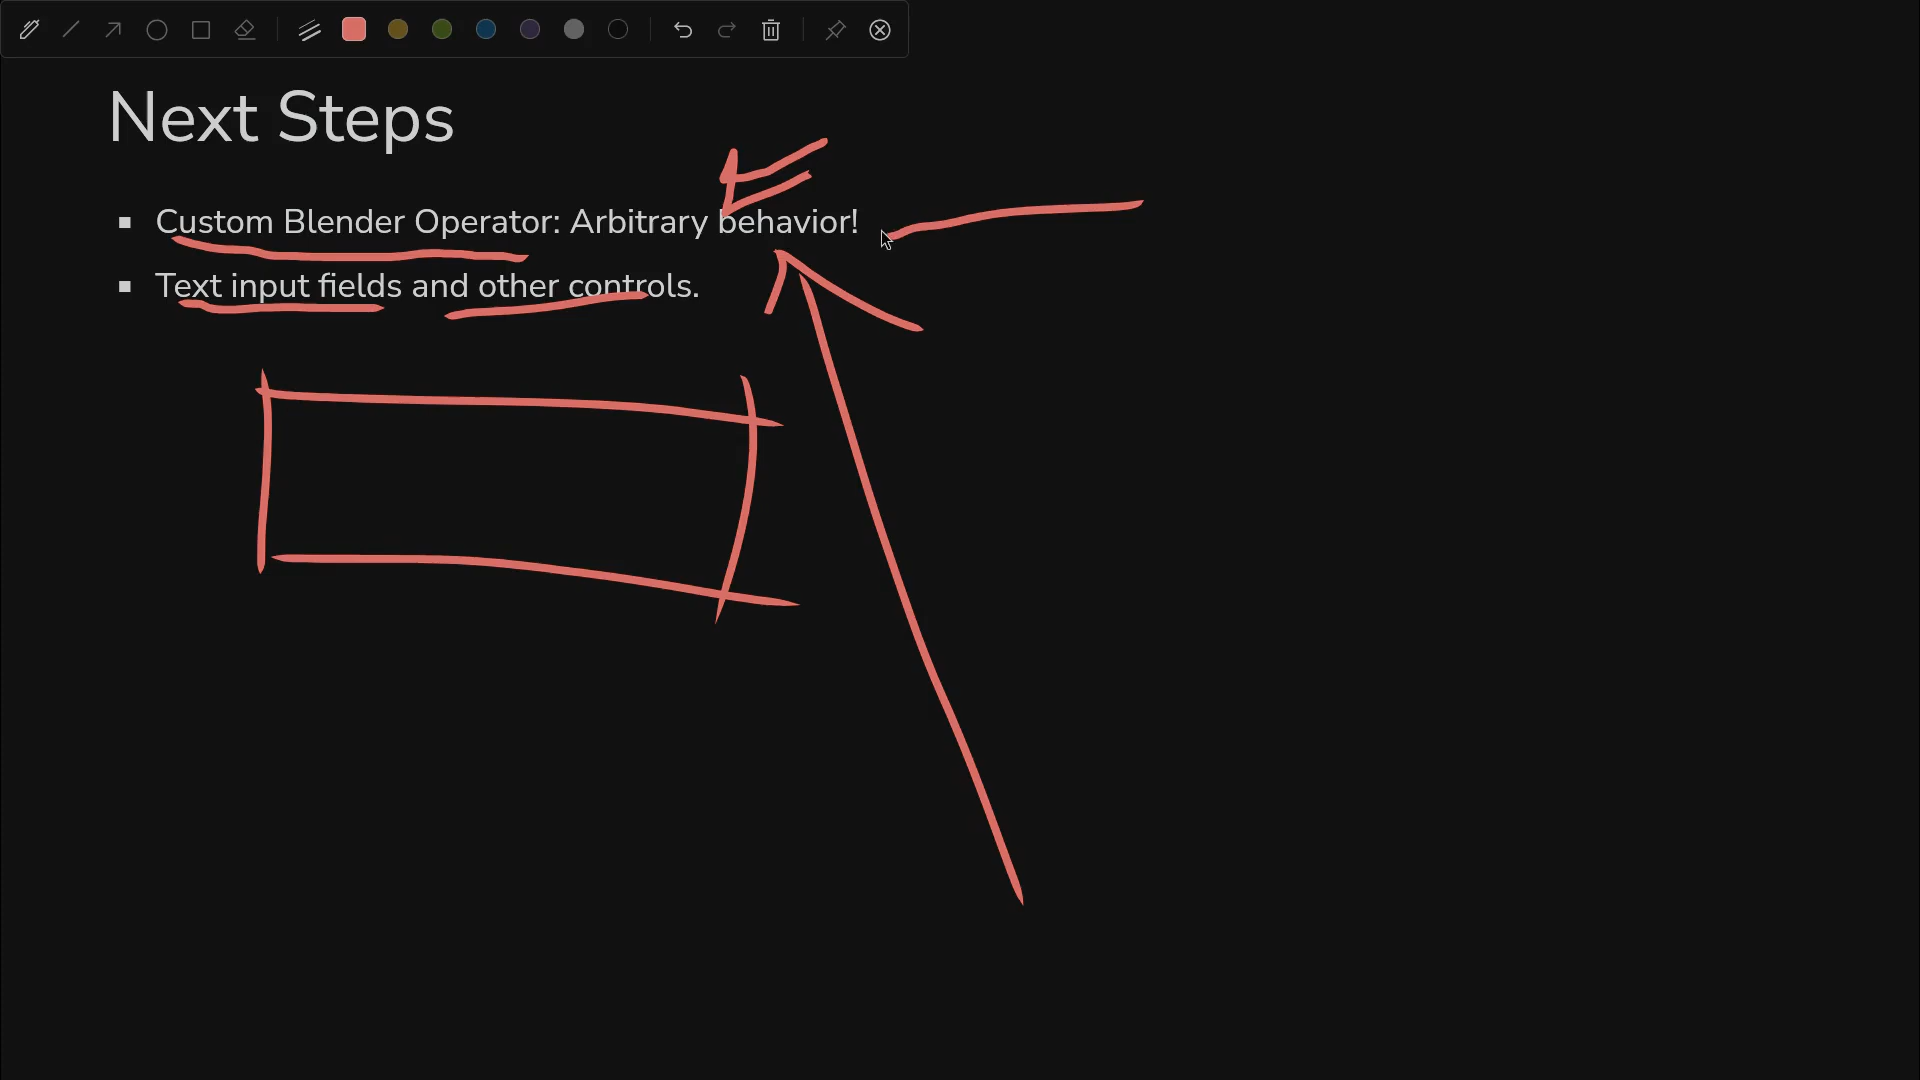 Next Steps
Custom Blender Operator: Arbitrary behavior!
Text input fields and other controls.